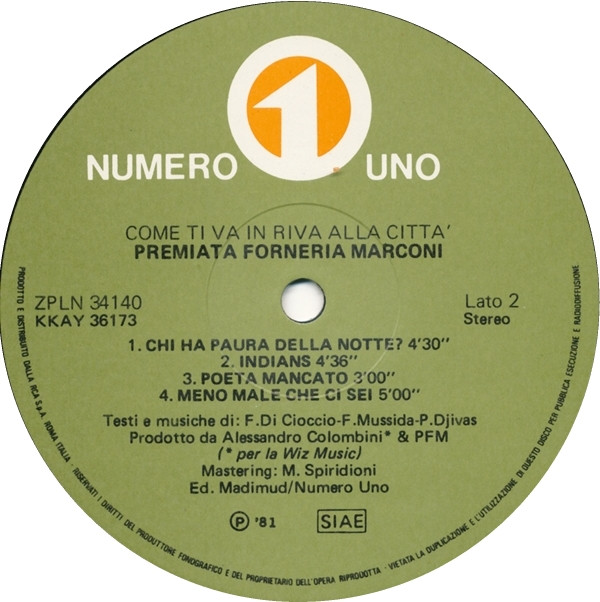 1
NUMERO UNO
COME TI VA IN RIVA ALLA CITTA'
PREMIATA FORNERIA MARCONI
ZPLN 34140
KKAY 36173
Lato 2
Stereo
1. CHI HA PAURA DELLA NOTTE? 4'30"
2. INDIANS 4'36"
3. POETA MANCATO 3'00"
4. MENO MALE CHE CI SEI 5'00"
Testi e musiche di: F.Di Cioccio-F.Mussida-P.Djivas
Prodotto da Alessandro Colombini* & PFM
(* per la Wiz Music)
Mastering: M. Spiridioni
Ed. Madimud/Numero Uno
℗ '81
SIAE
PRODOTTO E DISTRIBUITO DALLA RCA S.p.A. ROMA ITALIA - RISERVATI I DIRITTI DEL PRODUTTORE FONOGRAFICO E DEL PROPRIETARIO DELL'OPERA RIPRODOTTA - VIETATA LA DUPLICAZIONE E L'UTILIZZAZIONE DI QUESTO DISCO PER PUBBLICA ESECUZIONE E RADIODIFFUSIONE